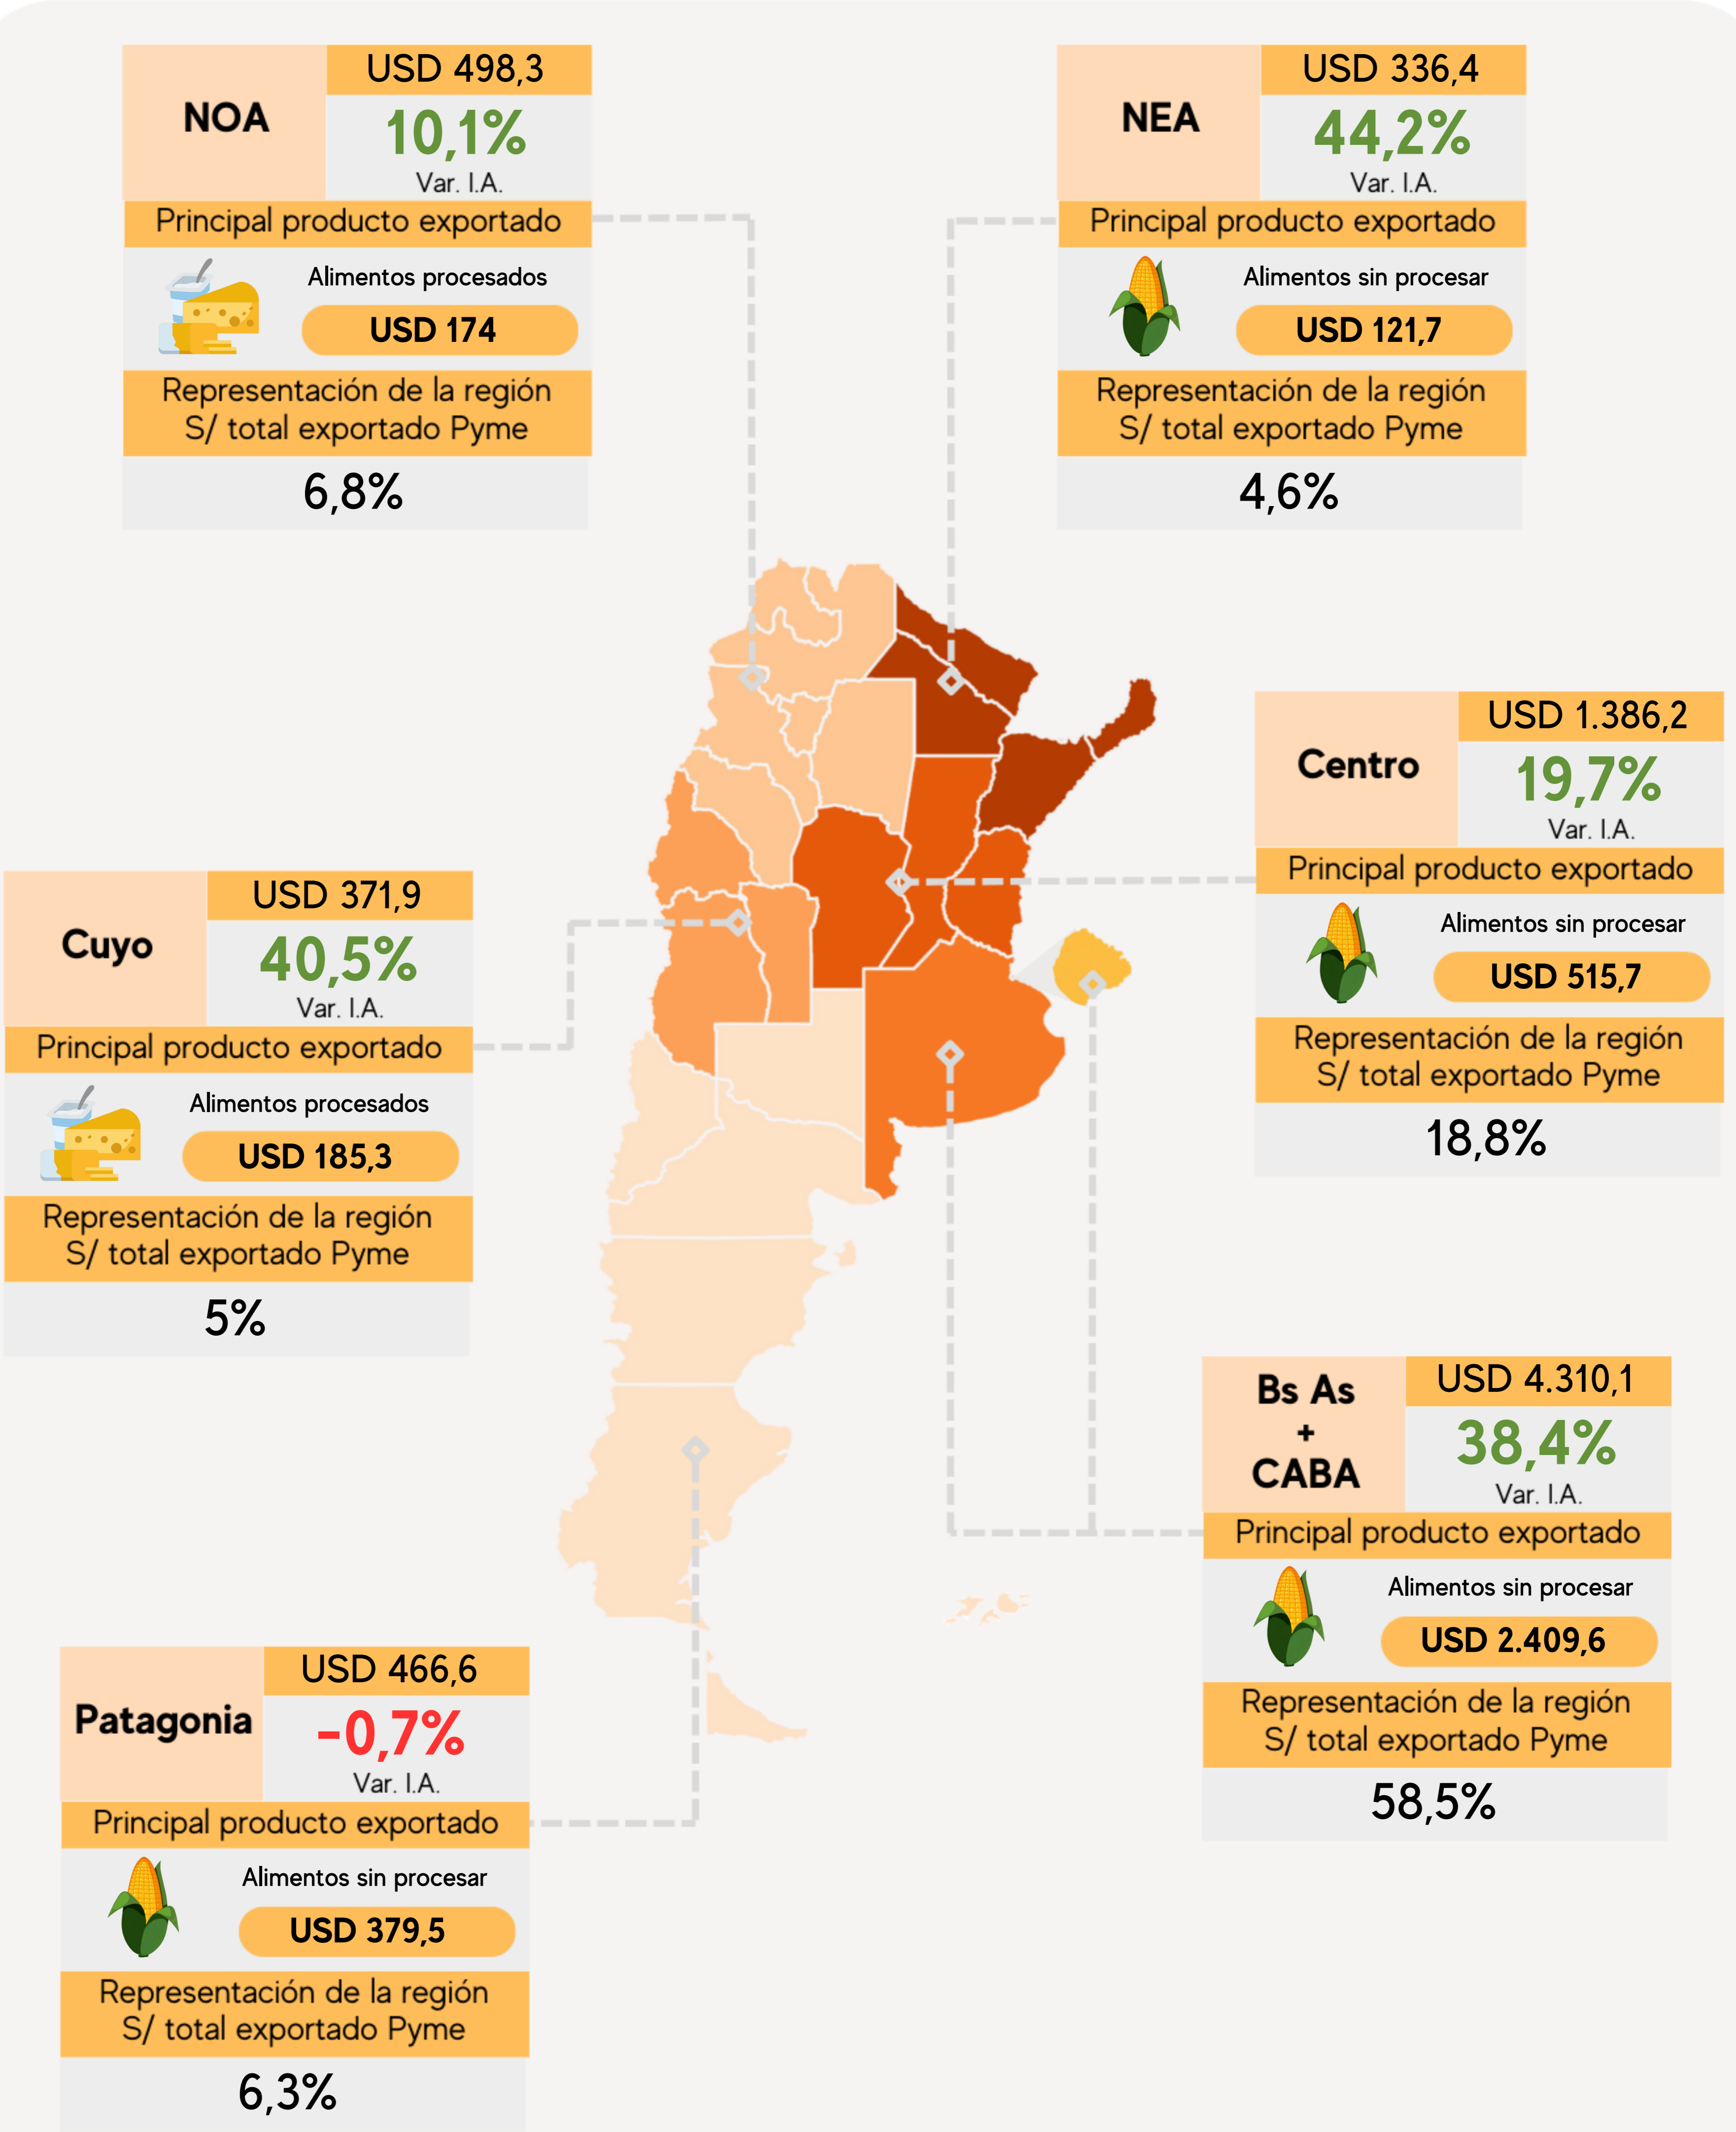 NOA
USD 498,3
10,1%
Var. I.A.
Principal producto exportado
Alimentos procesados
USD 174
Representación de la región
S/ total exportado Pyme
6,8%
NEA
USD 336,4
44,2%
Var. I.A.
Principal producto exportado
Alimentos sin procesar
USD 121,7
Representación de la región
S/ total exportado Pyme
4,6%
Centro
USD 1.386,2
19,7%
Var. I.A.
Principal producto exportado
Alimentos sin procesar
USD 515,7
Representación de la región
S/ total exportado Pyme
18,8%
Cuyo
USD 371,9
40,5%
Var. I.A.
Principal producto exportado
Alimentos procesados
USD 185,3
Representación de la región
S/ total exportado Pyme
5%
Bs As
+
CABA
USD 4.310,1
38,4%
Var. I.A.
Principal producto exportado
Alimentos sin procesar
USD 2.409,6
Representación de la región
S/ total exportado Pyme
58,5%
Patagonia
USD 466,6
-0,7%
Var. I.A.
Principal producto exportado
Alimentos sin procesar
USD 379,5
Representación de la región
S/ total exportado Pyme
6,3%